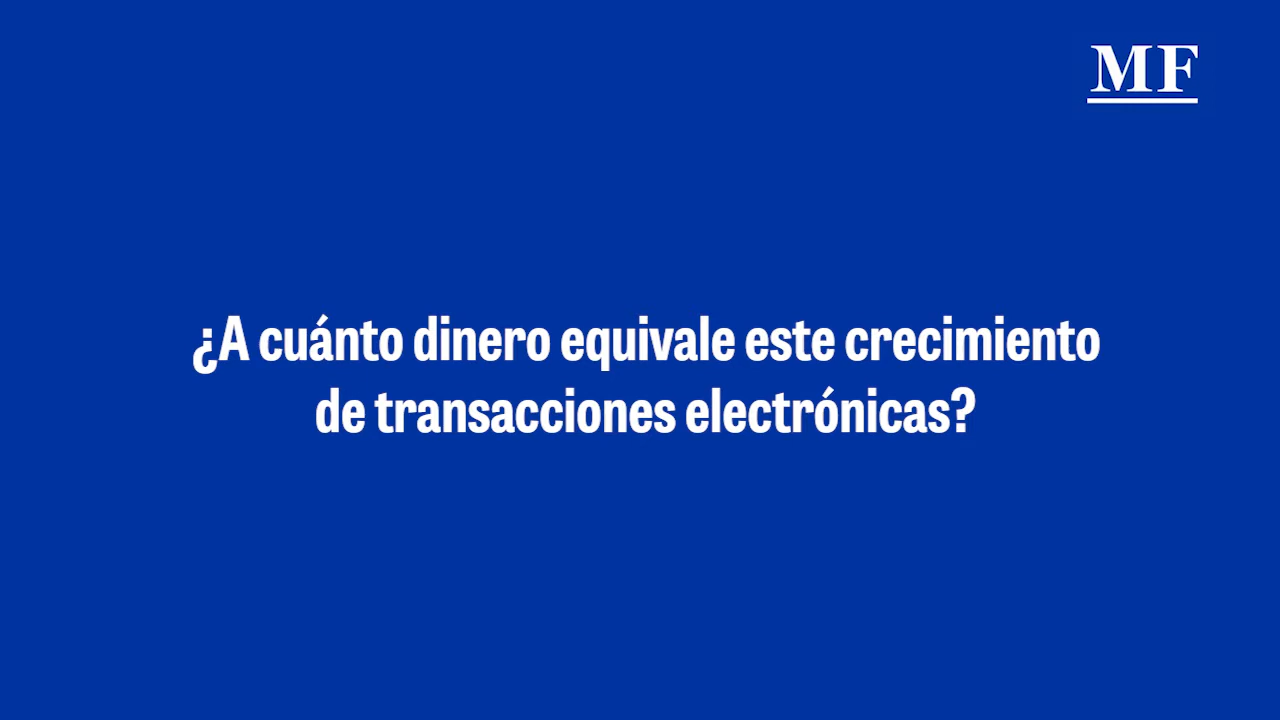 MF
¿A cuánto dinero equivale este crecimiento
de transacciones electrónicas?